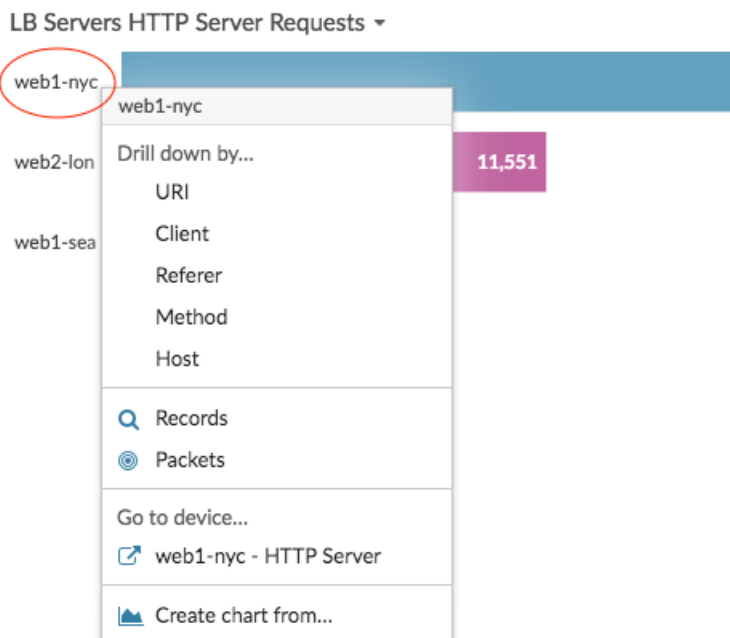 LB Servers HTTP Server Requests
web1-nyc
web1-nyc
Drill down by...
web2-lon
11,551
URI
Client
web1-sea
Referer
Method
Host
Records
Packets
Go to device...
web1-nyc - HTTP Server
Create chart from...